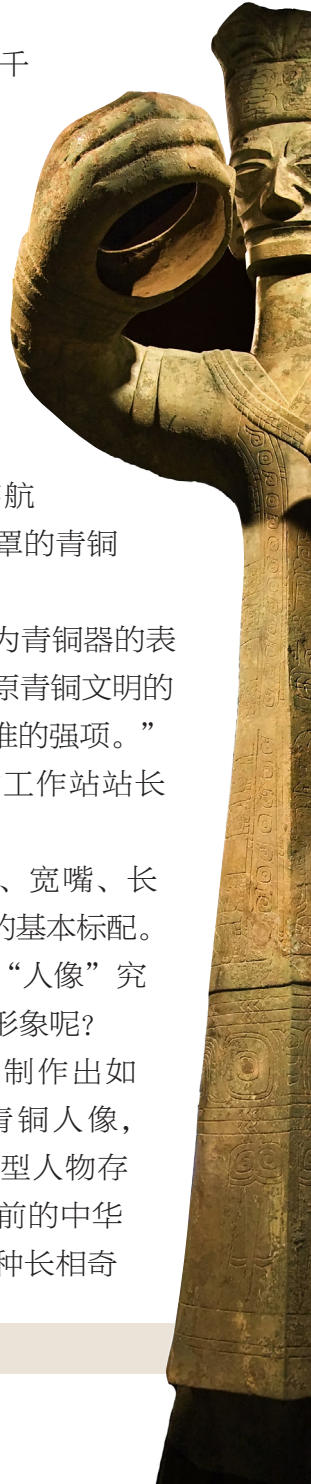 千
航
罩的青铜
为青铜器的表
原青铜文明的
准的强项。”
工作站站长
、宽嘴、长
的基本标配。
“人像”究
形象呢？
制作出如
青铜人像，
型人物存
前的中华
种长相奇